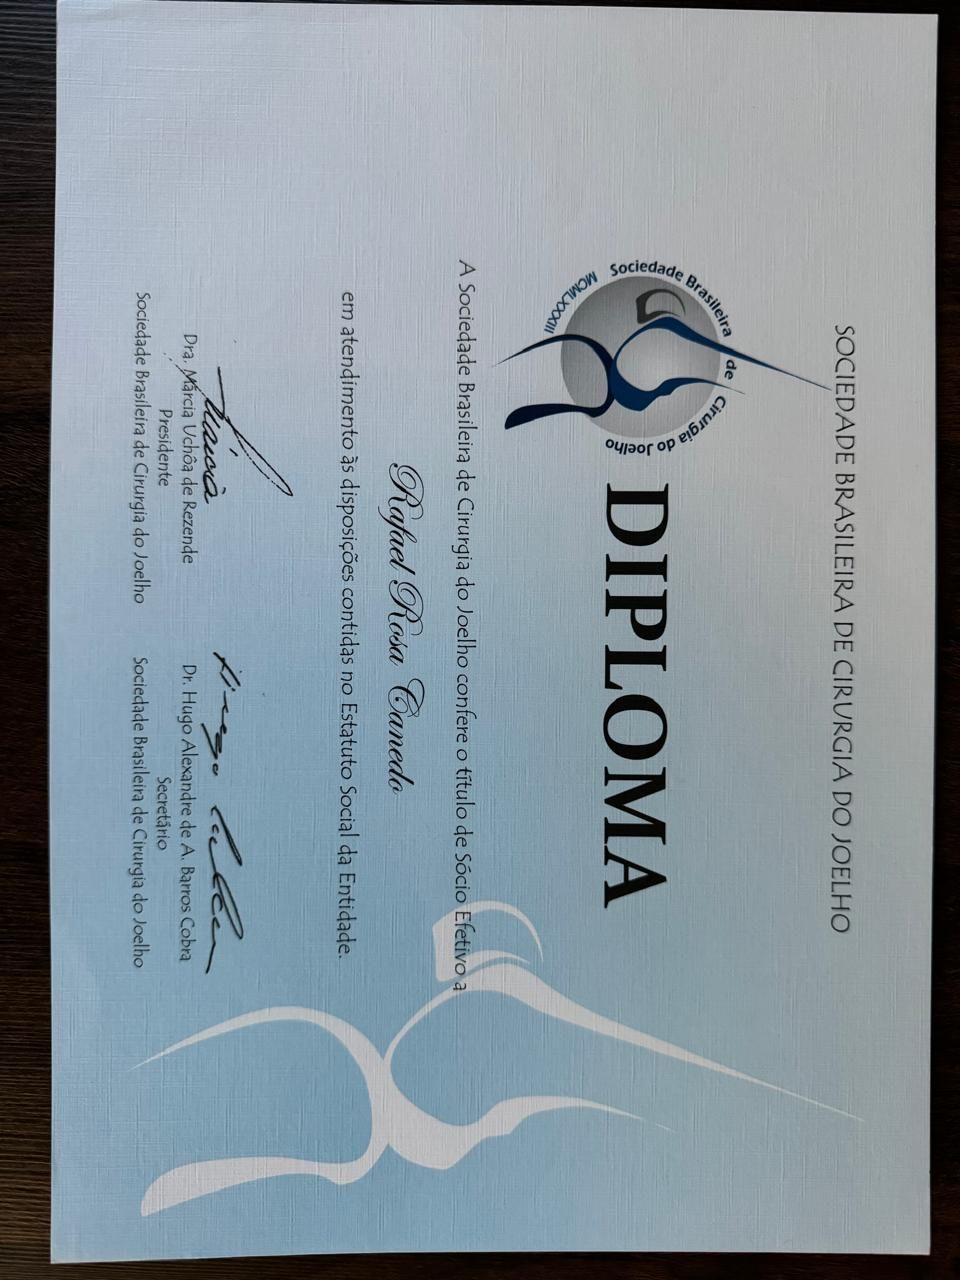 SOCIEDADE BRASILEIRA DE CIRURGIA DO JOELHO
Sociedade Brasileira de Cirurgia do Joelho
MCMLXXXIII
DIPLOMA
A Sociedade Brasileira de Cirurgia do Joelho confere o título de Sócio Efetivo a
Rafael Rosa Canedo
em atendimento às disposições contidas no Estatuto Social da Entidade.
Márcia
Hugo
Dra. Márcia Uchôa de Rezende
Presidente
Sociedade Brasileira de Cirurgia do Joelho
Dr. Hugo Alexandre de A. Barros Cobra
Secretário
Sociedade Brasileira de Cirurgia do Joelho